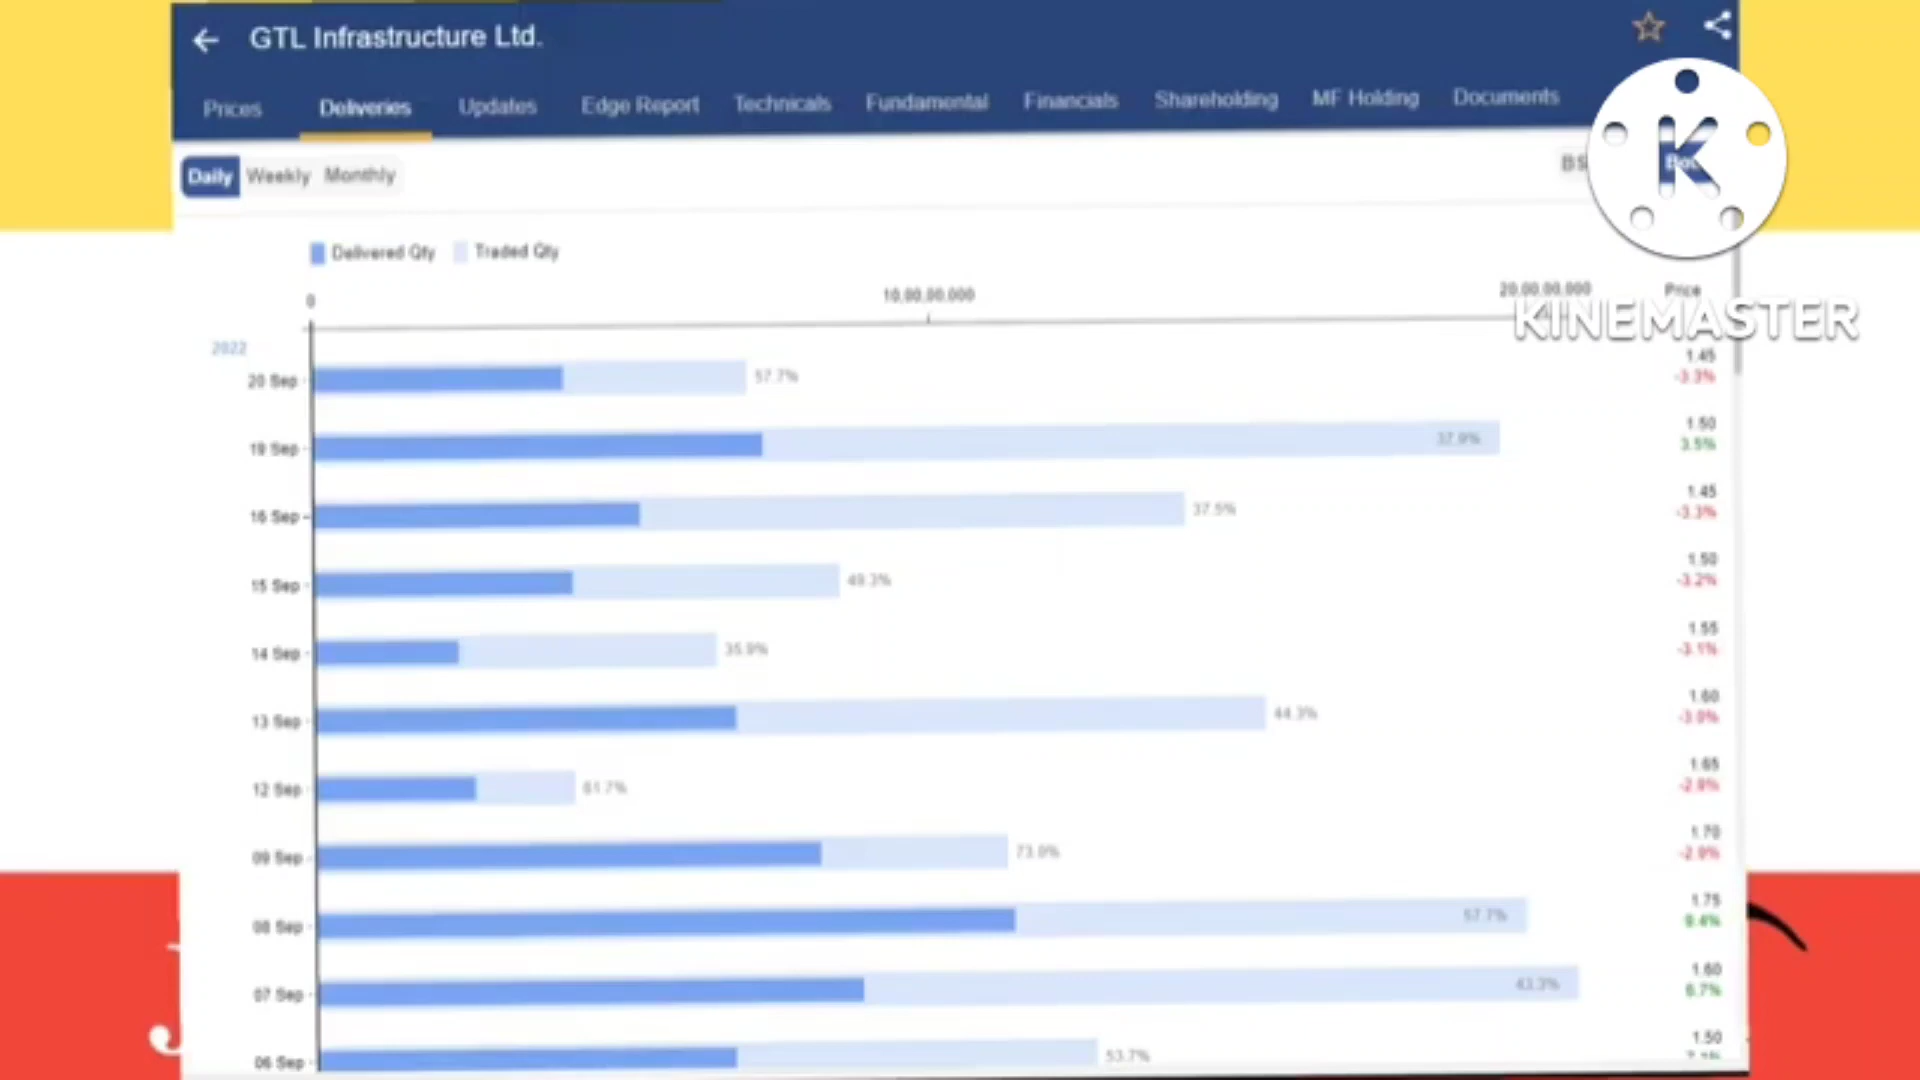 GTL Infrastructure Ltd.
Prices Deliveries Updates Edge Report Technicals Fundamental Financials Shareholding MF Holding Documents
Daily Weekly Monthly
Delivered Qty Traded Qty
0 10,00,00,000 20,00,00,000 Price
KINEMASTER
2022
20 Sep 57.7% 1.45
-3.3%
19 Sep 37.9% 1.50
3.5%
16 Sep 37.5% 1.45
-3.3%
15 Sep 49.3% 1.50
-3.2%
14 Sep 35.9% 1.55
-3.1%
13 Sep 44.3% 1.60
-3.0%
12 Sep 61.7% 1.65
-2.9%
09 Sep 73.0% 1.70
-2.9%
08 Sep 57.7% 1.75
9.4%
07 Sep 43.3% 1.60
6.7%
06 Sep 53.7% 1.50